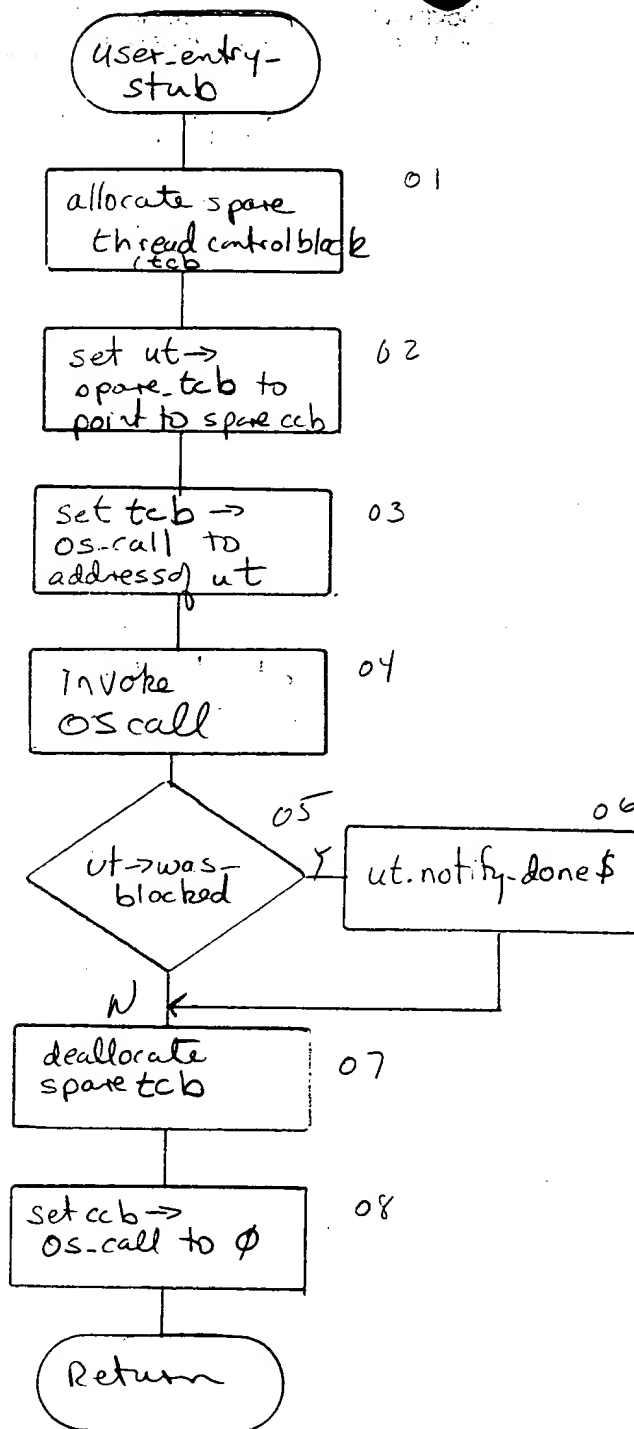 user_entry_
stub
01
allocate spare
thread control block
(tcb
02
set ut→
spare_tcb to
point to spare ccb
03
set tcb →
os_call to
address of ut
04
Invoke
OS call
05
ut→was_
blocked
Y
06
ut.notify_done$
N
07
deallocate
spare tcb
08
set ccb→
os_call to Ø
Return